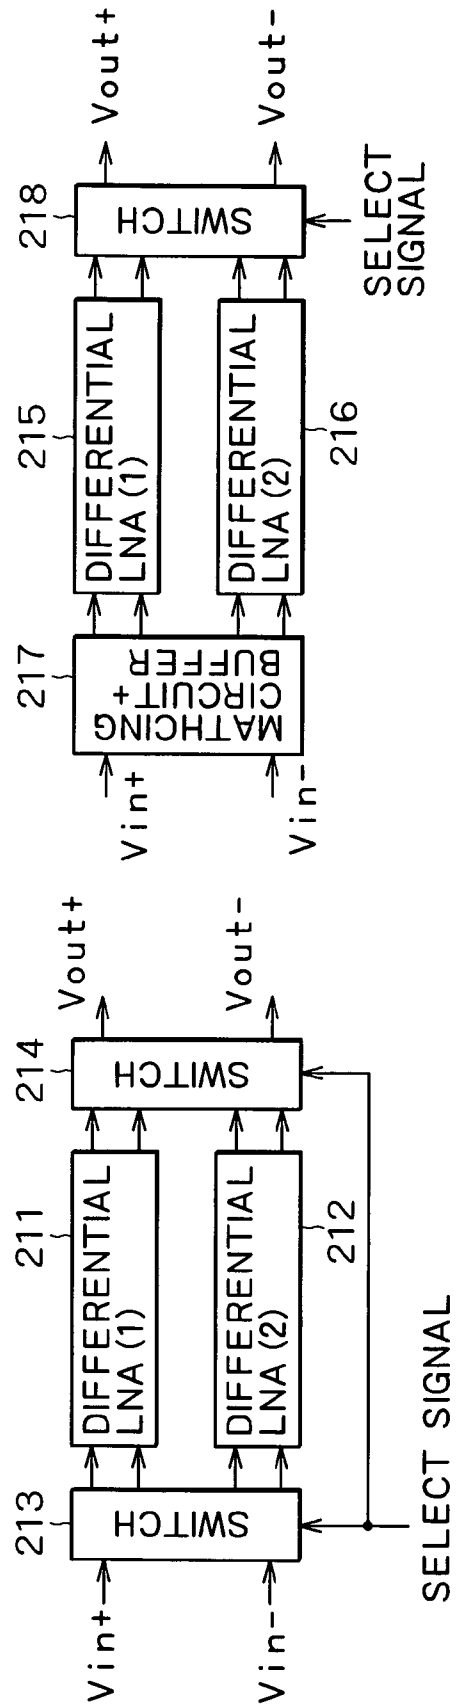 213
211
214
Vin+
Vin-
SWITCH
DIFFERENTIAL
LNA(1)
DIFFERENTIAL
LNA(2)
212
SWITCH
Vout+
Vout-
SELECT SIGNAL
217
215
218
Vin+
Vin-
MATHCING
CIRCUIT+
BUFFER
DIFFERENTIAL
LNA(1)
DIFFERENTIAL
LNA(2)
216
SWITCH
Vout+
Vout-
SELECT
SIGNAL